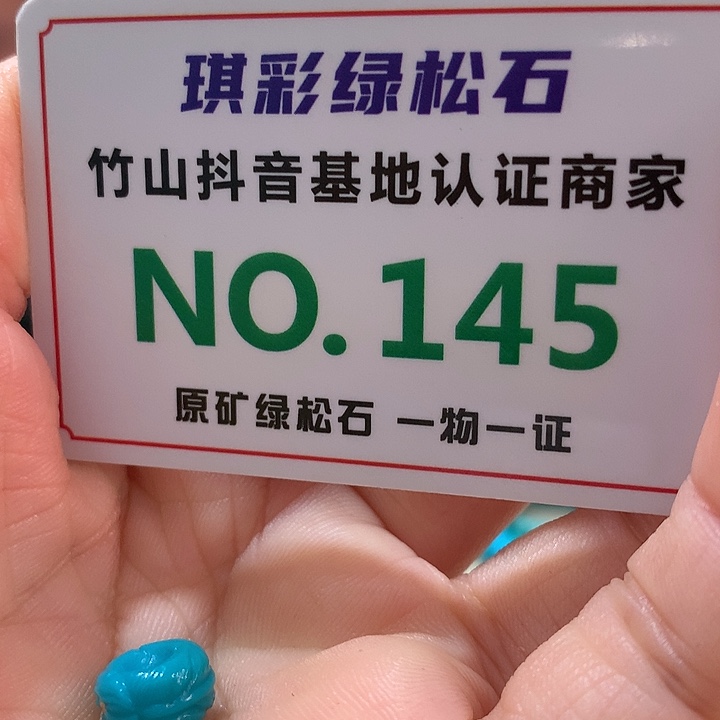 琪彩绿松石
竹山抖音基地认证商家
NO.145
原矿绿松石 一物一证